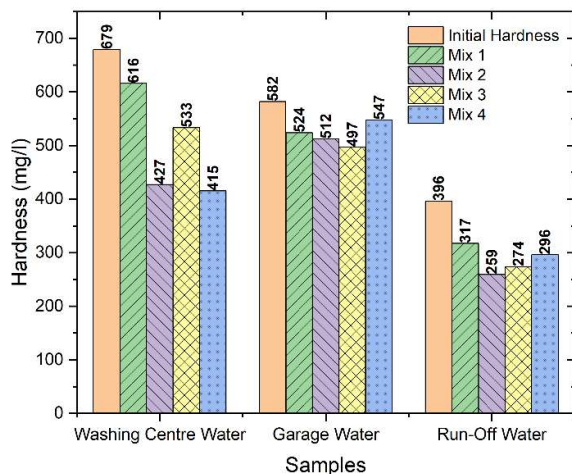 Hardness (mg/l)
700
600
500
400
300
200
100
0
679
616
427
533
415
582
524
512
497
547
396
317
259
274
296
Initial Hardness
Mix 1
Mix 2
Mix 3
Mix 4
Washing Centre Water
Garage Water
Run-Off Water
Samples